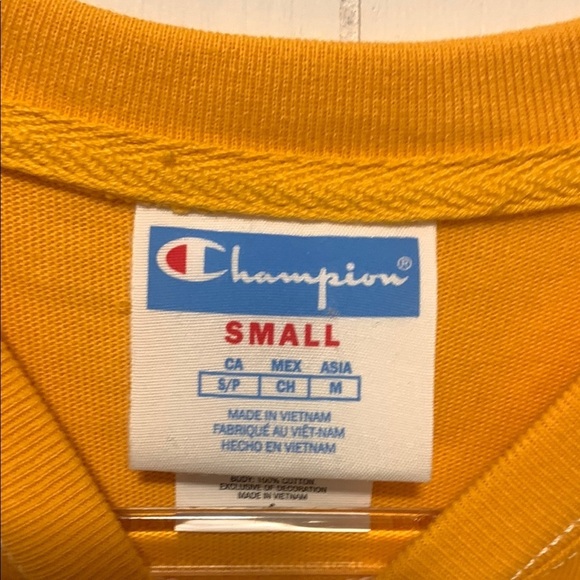 Champion®
SMALL
CA MEX ASIA
S/P CH M
MADE IN VIETNAM
FABRIQUÉ AU VIÊT-NAM
HECHO EN VIETNAM
BODY: 100% COTTON
EXCLUSIVE OF DECORATION
MADE IN VIETNAM